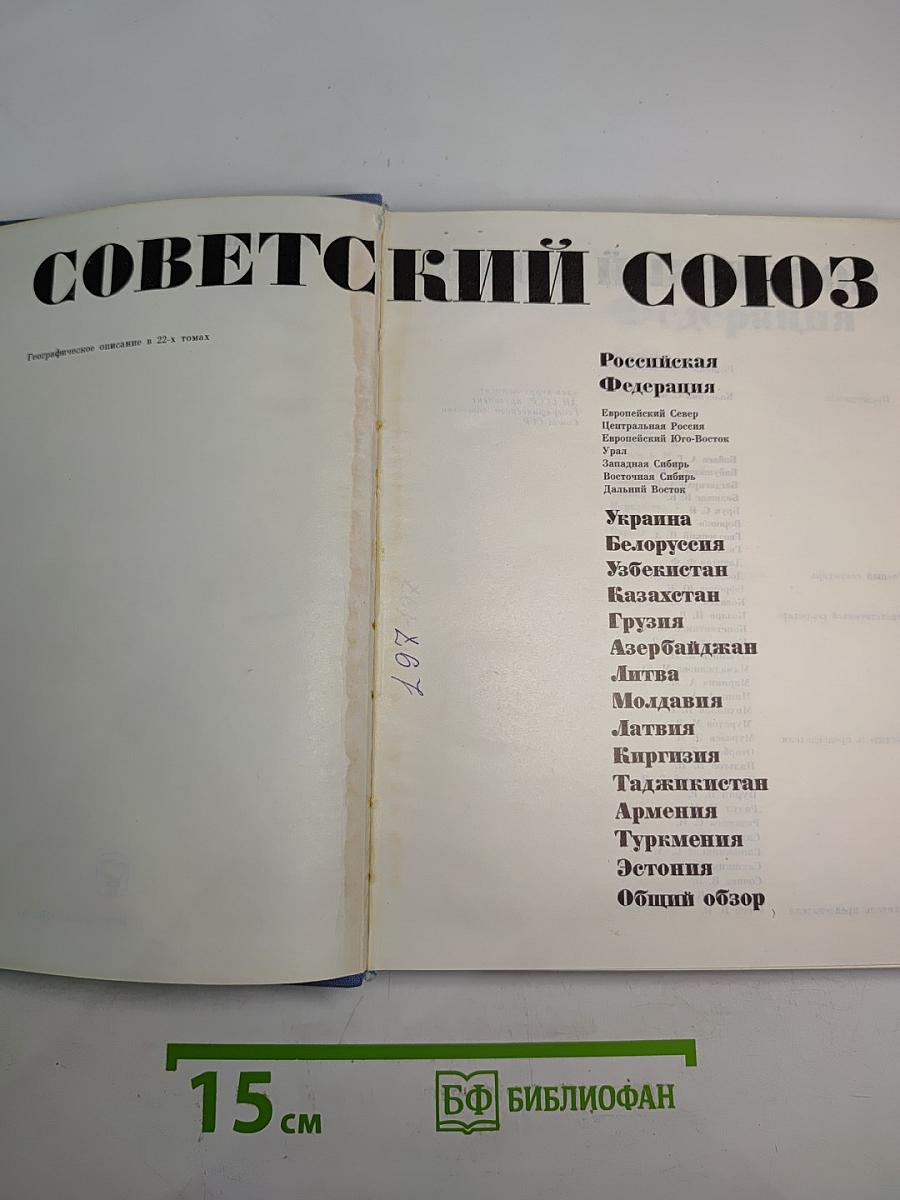 СОВЕТСКИЙ СОЮЗ
Географическое описание в 22-х томах
Российская
Федерация
Европейский Север
Центральная Россия
Европейский Юго-Восток
Урал
Западная Сибирь
Восточная Сибирь
Дальний Восток
Украина
Белоруссия
Узбекистан
Казахстан
Грузия
Азербайджан
Литва
Молдавия
Латвия
Киргизия
Таджикистан
Армения
Туркмения
Эстония
Общий обзор
197
15 см
БФ БИБЛИОФАН